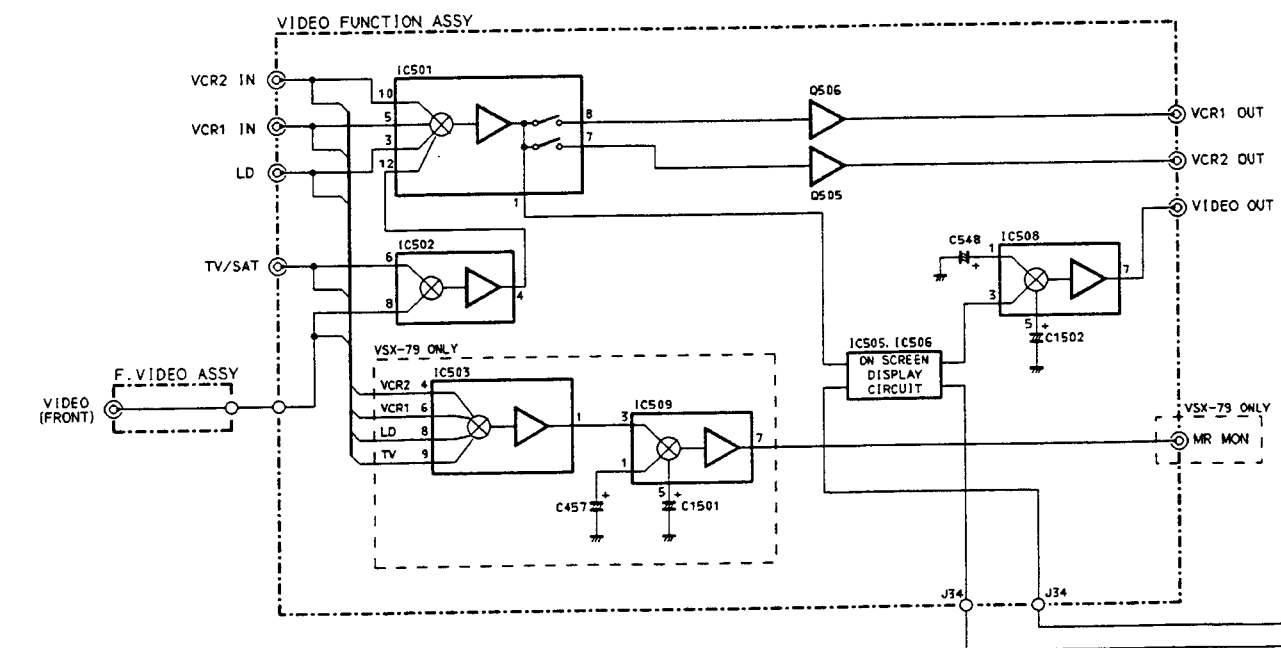 VIDEO FUNCTION ASSY
VCR2 IN
IC501
10
Q506
8
VCR1 OUT
VCR1 IN
5
3
7
LD
12
VCR2 OUT
Q505
1
VIDEO OUT
IC502
C548
+
IC508
1
TV/SAT
6
7
4
3
8
5
+
C1502
VSX-79 ONLY
IC505. IC506
ON SCREEN
DISPLAY
CIRCUIT
F.VIDEO ASSY
IC503
VCR2 4
VIDEO
(FRONT)
VCR1 6
1
3
IC509
VSX-79 ONLY
LD 8
7
MR MON
TV 9
1
5
+
+
C457
C1501
J34
J34